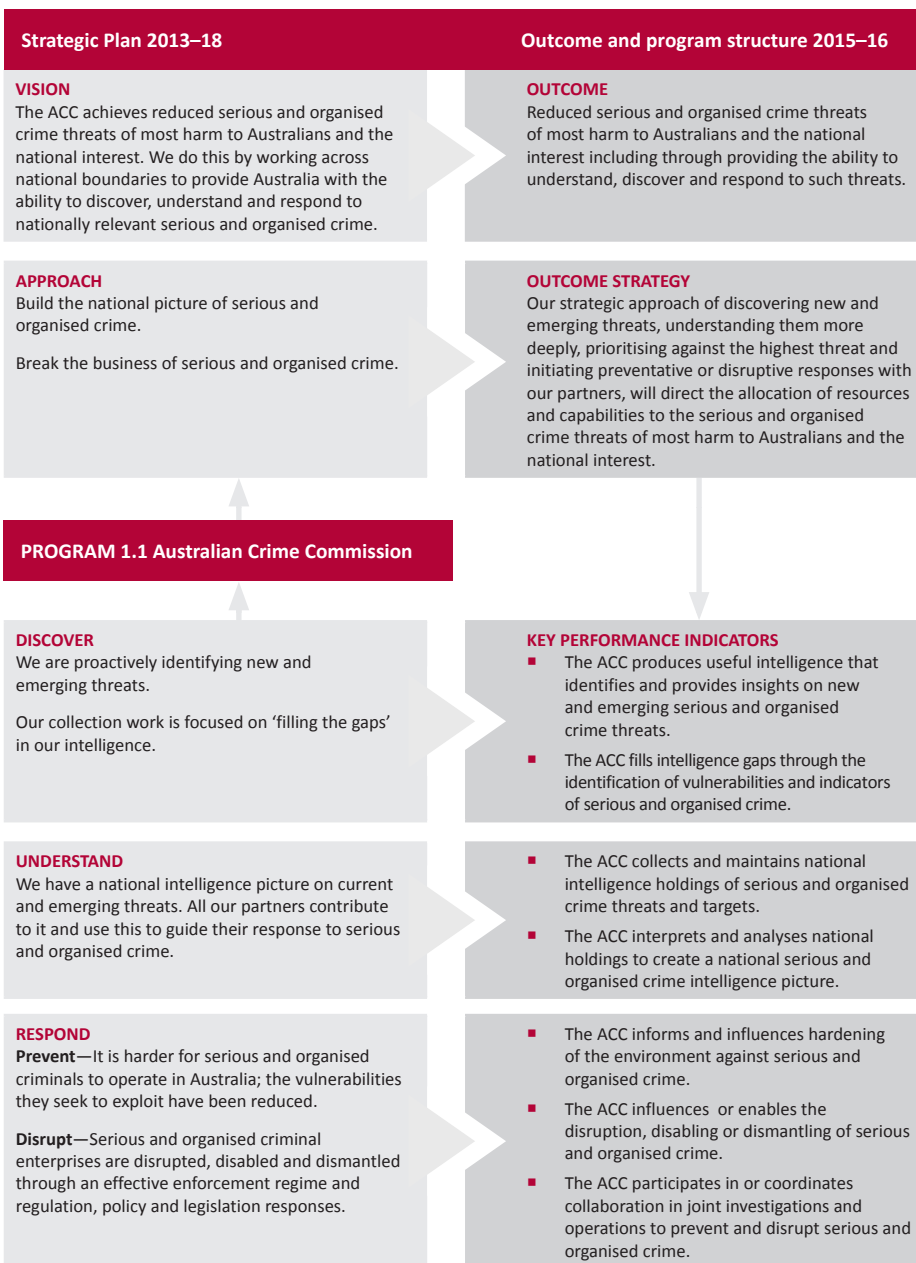 Strategic Plan 2013–18
Outcome and program structure 2015–16
VISION
The ACC achieves reduced serious and organised
crime threats of most harm to Australians and the
national interest. We do this by working across
national boundaries to provide Australia with the
ability to discover, understand and respond to
nationally relevant serious and organised crime.
OUTCOME
Reduced serious and organised crime threats
of most harm to Australians and the national
interest including through providing the ability to
understand, discover and respond to such threats.
APPROACH
Build the national picture of serious and
organised crime.
Break the business of serious and organised crime.
OUTCOME STRATEGY
Our strategic approach of discovering new and
emerging threats, understanding them more
deeply, prioritising against the highest threat and
initiating preventative or disruptive responses with
our partners, will direct the allocation of resources
and capabilities to the serious and organised
crime threats of most harm to Australians and the
national interest.
PROGRAM 1.1 Australian Crime Commission
DISCOVER
We are proactively identifying new and
emerging threats.
Our collection work is focused on ‘filling the gaps’
in our intelligence.
KEY PERFORMANCE INDICATORS
▪ The ACC produces useful intelligence that
identifies and provides insights on new
and emerging serious and organised
crime threats.
▪ The ACC fills intelligence gaps through the
identification of vulnerabilities and indicators
of serious and organised crime.
UNDERSTAND
We have a national intelligence picture on current
and emerging threats. All our partners contribute
to it and use this to guide their response to serious
and organised crime.
▪ The ACC collects and maintains national
intelligence holdings of serious and organised
crime threats and targets.
▪ The ACC interprets and analyses national
holdings to create a national serious and
organised crime intelligence picture.
RESPOND
Prevent—It is harder for serious and organised
criminals to operate in Australia; the vulnerabilities
they seek to exploit have been reduced.
Disrupt—Serious and organised criminal
enterprises are disrupted, disabled and dismantled
through an effective enforcement regime and
regulation, policy and legislation responses.
▪ The ACC informs and influences hardening
of the environment against serious and
organised crime.
▪ The ACC influences or enables the
disruption, disabling or dismantling of serious
and organised crime.
▪ The ACC participates in or coordinates
collaboration in joint investigations and
operations to prevent and disrupt serious and
organised crime.